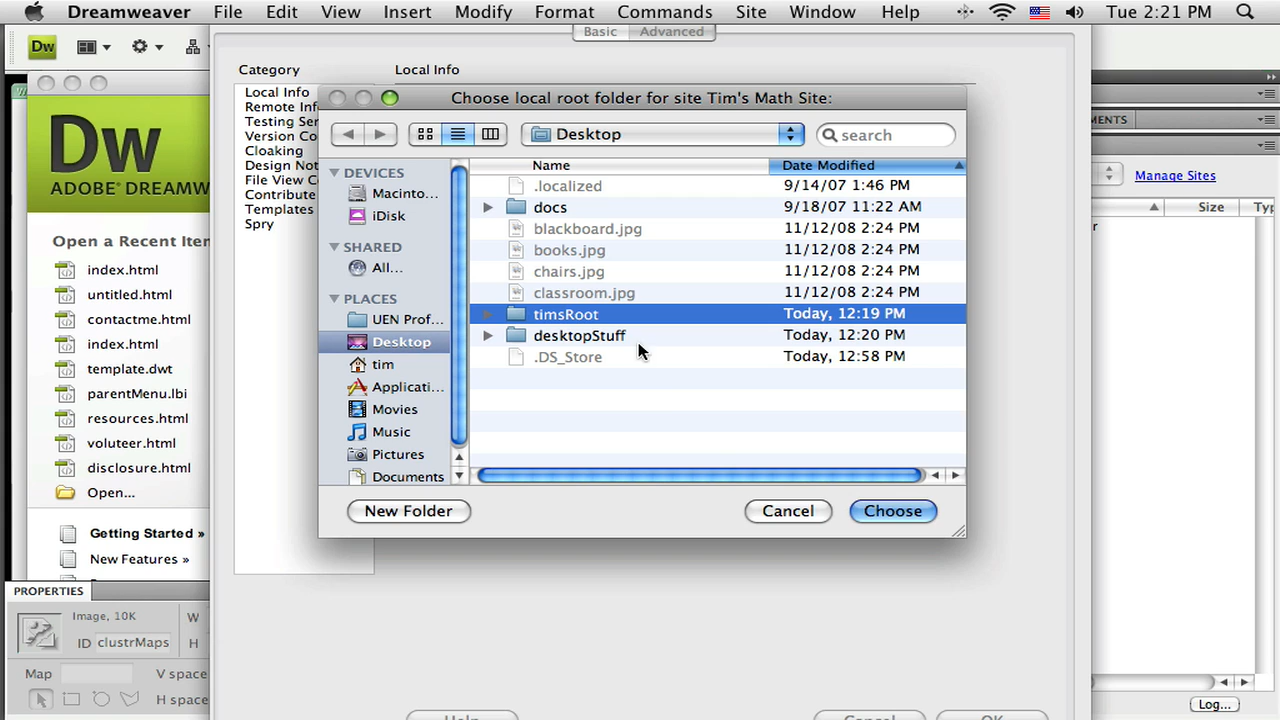 Dreamweaver File Edit View Insert Modify Format Commands Site Window Help Tue 2:21 PM
Dw
Basic Advanced
Category Local Info
Local Info
Remote Inf
Testing Ser
Version Co
Cloaking
Design Not
File View C
Contribute
Templates
Spry
Choose local root folder for site Tim's Math Site:
Desktop search
DEVICES
Macinto...
iDisk
SHARED
All...
PLACES
UEN Prof...
Desktop
tim
Applicati...
Movies
Music
Pictures
Documents
Name Date Modified
.localized 9/14/07 1:46 PM
docs 9/18/07 11:22 AM
blackboard.jpg 11/12/08 2:24 PM
books.jpg 11/12/08 2:24 PM
chairs.jpg 11/12/08 2:24 PM
classroom.jpg 11/12/08 2:24 PM
timsRoot Today, 12:19 PM
desktopStuff Today, 12:20 PM
.DS_Store Today, 12:58 PM
New Folder Cancel Choose
Dw
ADOBE® DREAMW
Open a Recent Iten
index.html
untitled.html
contactme.html
index.html
template.dwt
parentMenu.lbi
resources.html
voluteer.html
disclosure.html
Open...
Getting Started »
New Features »
PROPERTIES
Image, 10K W
ID clustrMaps H
Map V space
H space
MENTS
Manage Sites
Size Typ
r
Log...
Help Cancel OK